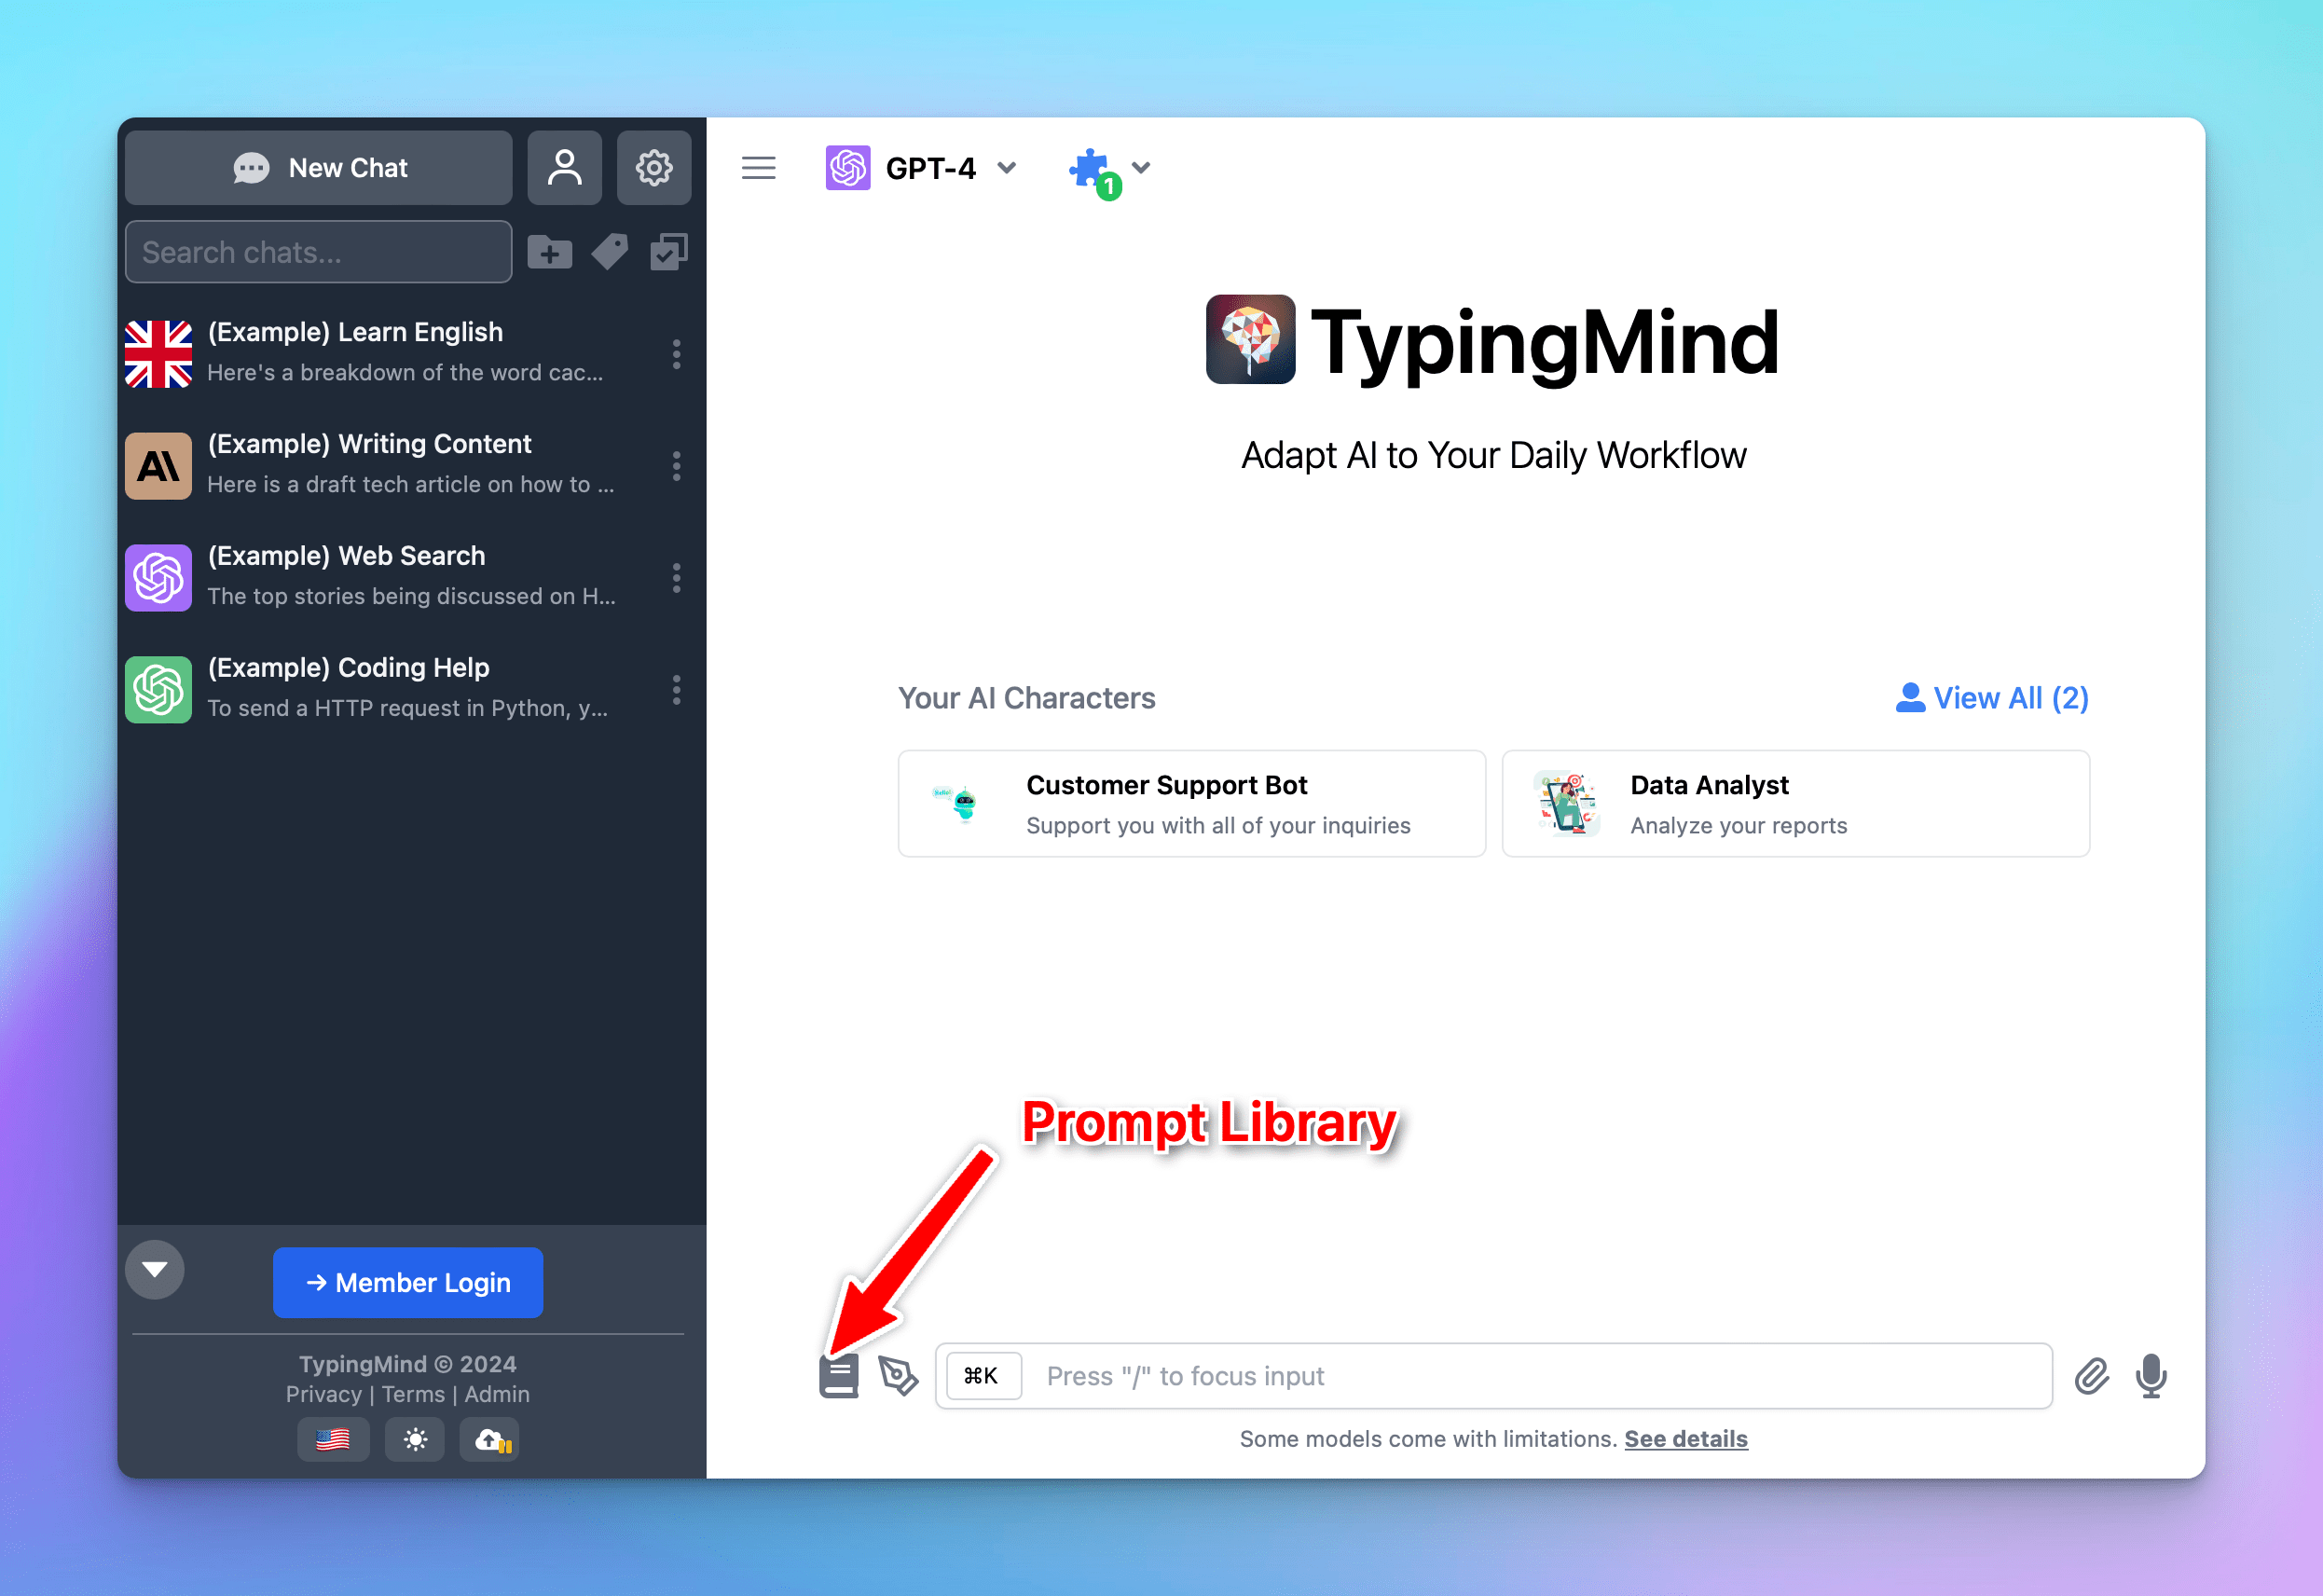 New Chat
Search chats...
(Example) Learn English
Here's a breakdown of the word cac...
(Example) Writing Content
Here is a draft tech article on how to ...
(Example) Web Search
The top stories being discussed on H...
(Example) Coding Help
To send a HTTP request in Python, y...
→ Member Login
TypingMind © 2024
Privacy | Terms | Admin
GPT-4
1
TypingMind
Adapt AI to Your Daily Workflow
Your AI Characters
View All (2)
Customer Support Bot
Support you with all of your inquiries
Data Analyst
Analyze your reports
Prompt Library
⌘K
Press "/" to focus input
Some models come with limitations. See details